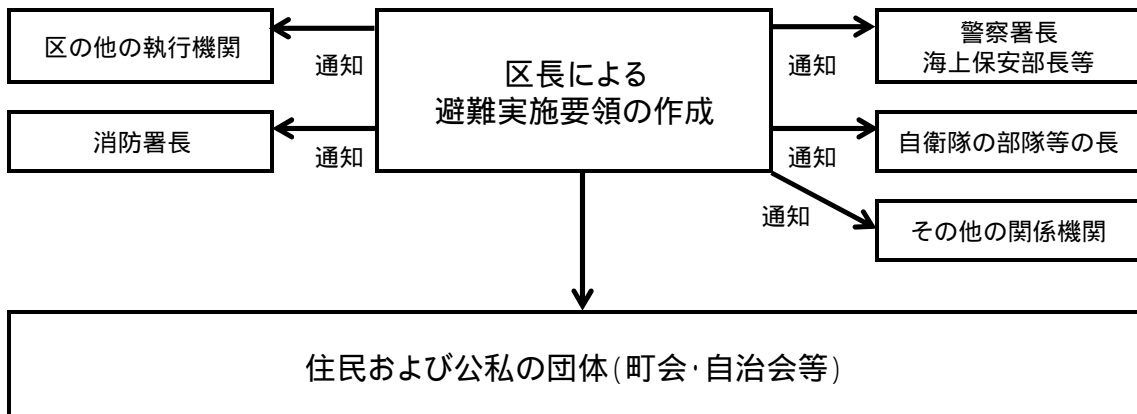 区の他の執行機関
通知
消防署長
通知
区長による
避難実施要領の作成
通知
警察署長
海上保安部長等
通知
自衛隊の部隊等の長
通知
その他の関係機関
住民および公私の団体(町会･自治会等)